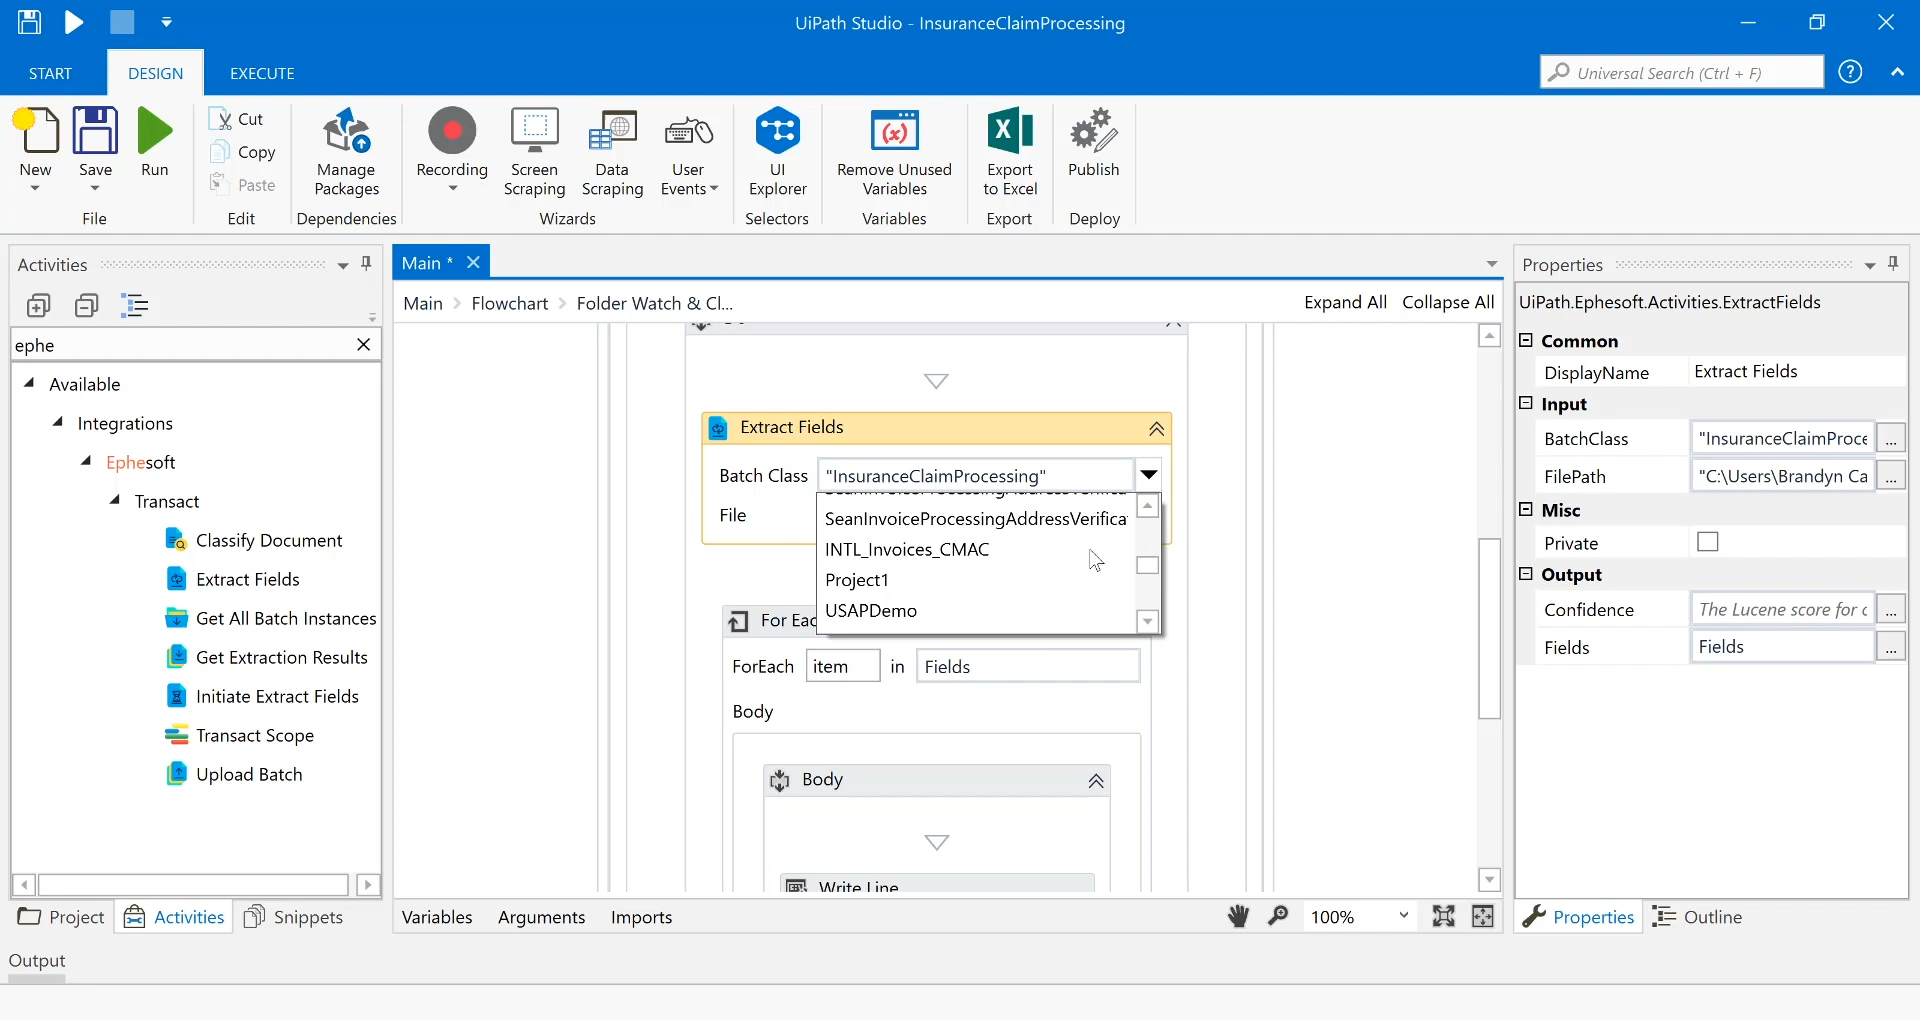 UiPath Studio - InsuranceClaimProcessing
START
DESIGN
EXECUTE
Universal Search (Ctrl + F)
New
Save
Run
File
Cut
Copy
Paste
Edit
Manage Packages
Dependencies
Recording
Screen Scraping
Data Scraping
User Events
Wizards
UI Explorer
Selectors
Remove Unused Variables
Variables
Export to Excel
Export
Publish
Deploy
Activities
ephe
Available
Integrations
Ephesoft
Transact
Classify Document
Extract Fields
Get All Batch Instances
Get Extraction Results
Initiate Extract Fields
Transact Scope
Upload Batch
Project
Activities
Snippets
Output
Main *
Main > Flowchart > Folder Watch & Cl...
Expand All
Collapse All
Extract Fields
Batch Class "InsuranceClaimProcessing"
File
SeanInvoiceProcessingAddressVerifica
INTL_Invoices_CMAC
Project1
USAPDemo
For Eac
ForEach item in Fields
Body
Body
Write Line
Variables
Arguments
Imports
100%
Properties
UiPath.Ephesoft.Activities.ExtractFields
Common
DisplayName Extract Fields
Input
BatchClass "InsuranceClaimProce ...
FilePath "C:\Users\Brandyn Ca ...
Misc
Private
Output
Confidence The Lucene score for c ...
Fields Fields ...
Properties
Outline